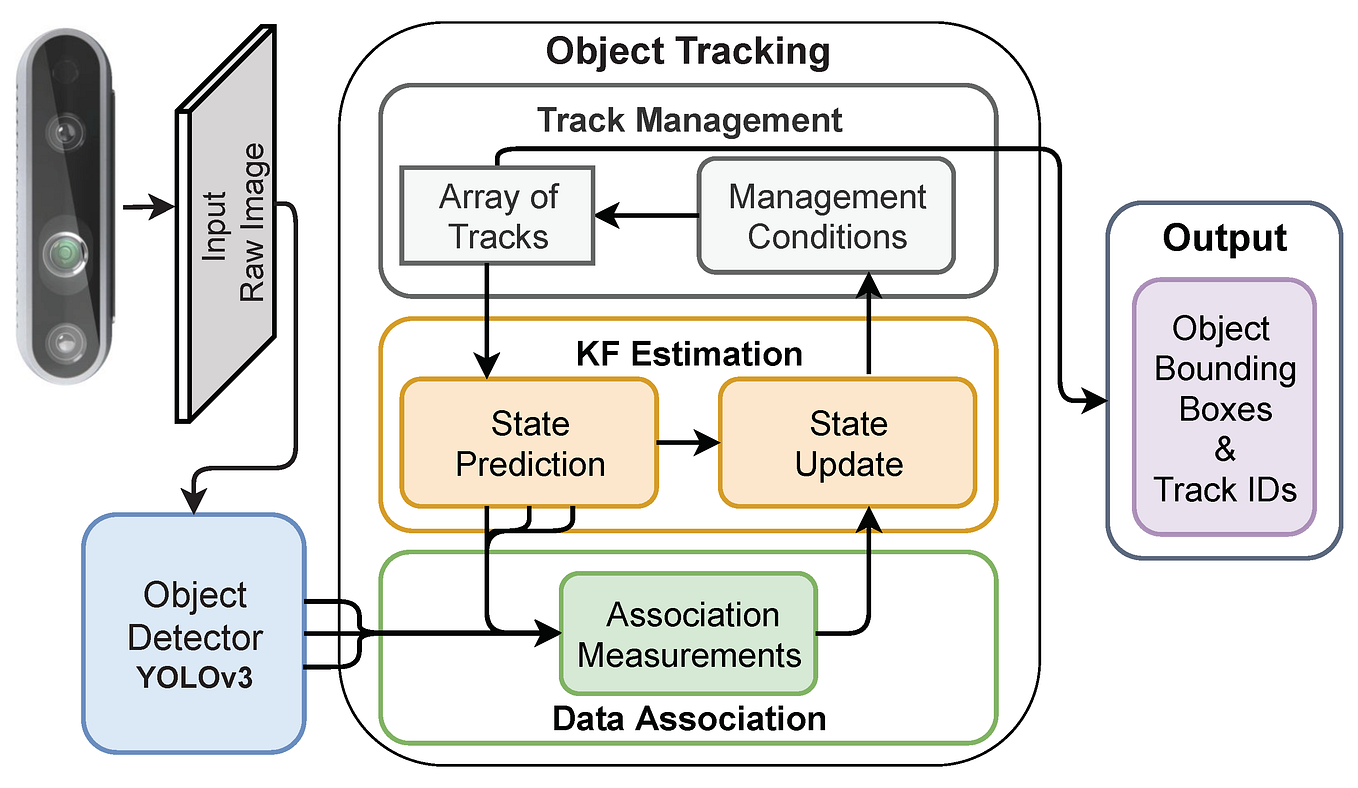 Object Tracking
Track Management
Array of
Tracks
Management
Conditions
Input
Raw Image
Output
Object
Bounding
Boxes
&
Track IDs
KF Estimation
State
Prediction
State
Update
Object
Detector
YOLOv3
Association
Measurements
Data Association